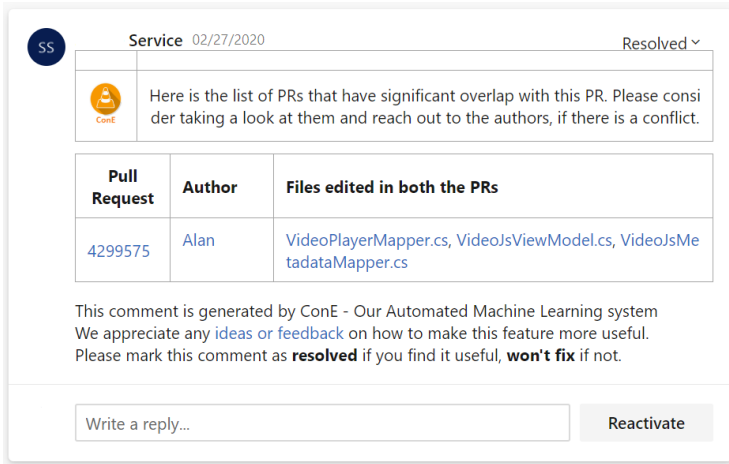 SS
Service 02/27/2020
Resolved
ConE
Here is the list of PRs that have significant overlap with this PR. Please consi
der taking a look at them and reach out to the authors, if there is a conflict.
Pull Request
Author
Files edited in both the PRs
4299575
Alan
VideoPlayerMapper.cs, VideoJsViewModel.cs, VideoJsMe
tadataMapper.cs
This comment is generated by ConE - Our Automated Machine Learning system
We appreciate any ideas or feedback on how to make this feature more useful.
Please mark this comment as resolved if you find it useful, won't fix if not.
Write a reply...
Reactivate